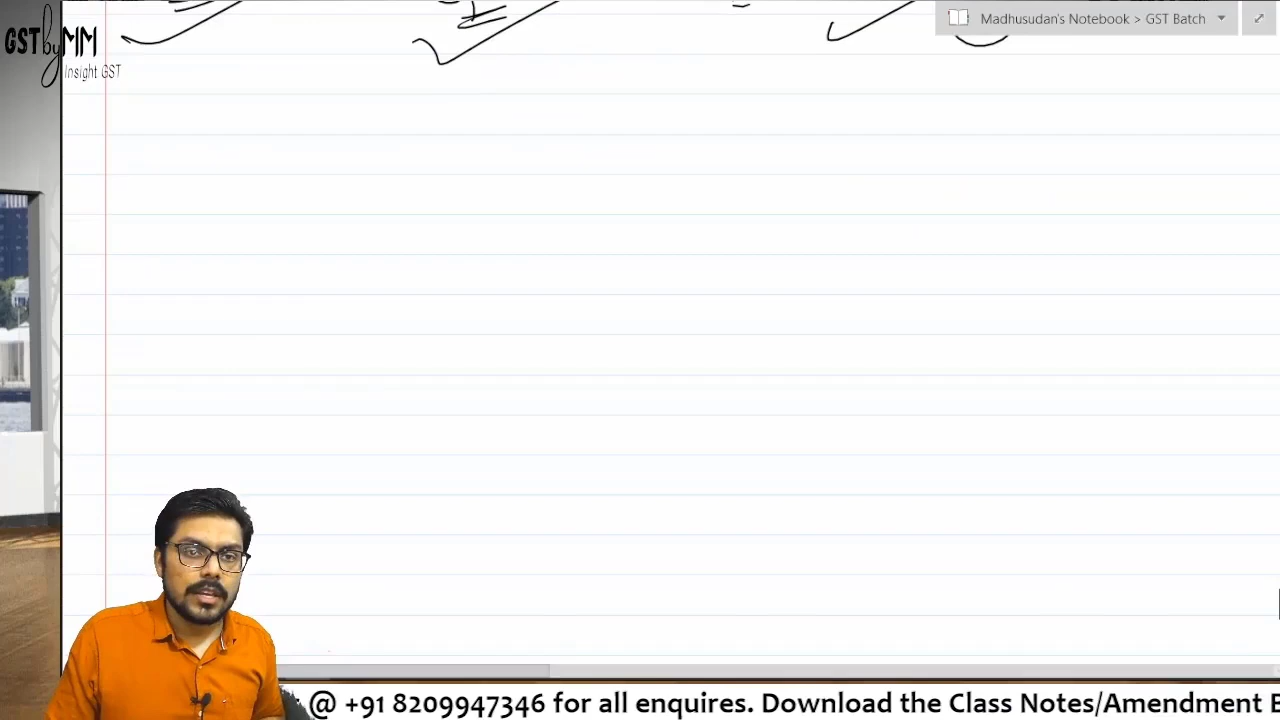 GST by MM
Insight GST
Madhusudan's Notebook > GST Batch
@ +91 8209947346 for all enquires. Download the Class Notes/Amendment